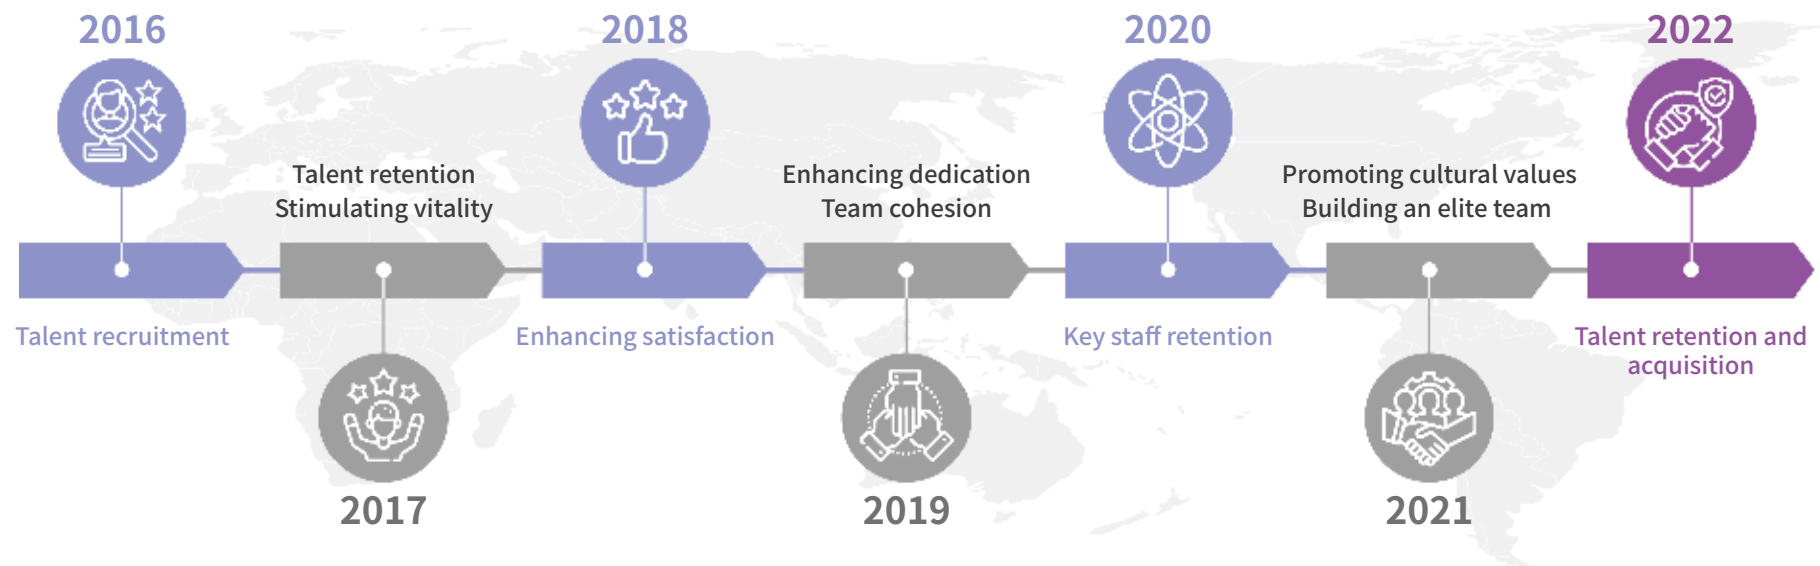 2016
Talent recruitment
Talent retention
Stimulating vitality
2017
2018
Enhancing satisfaction
Enhancing dedication
Team cohesion
2019
2020
Key staff retention
Promoting cultural values
Building an elite team
2021
2022
Talent retention and
acquisition